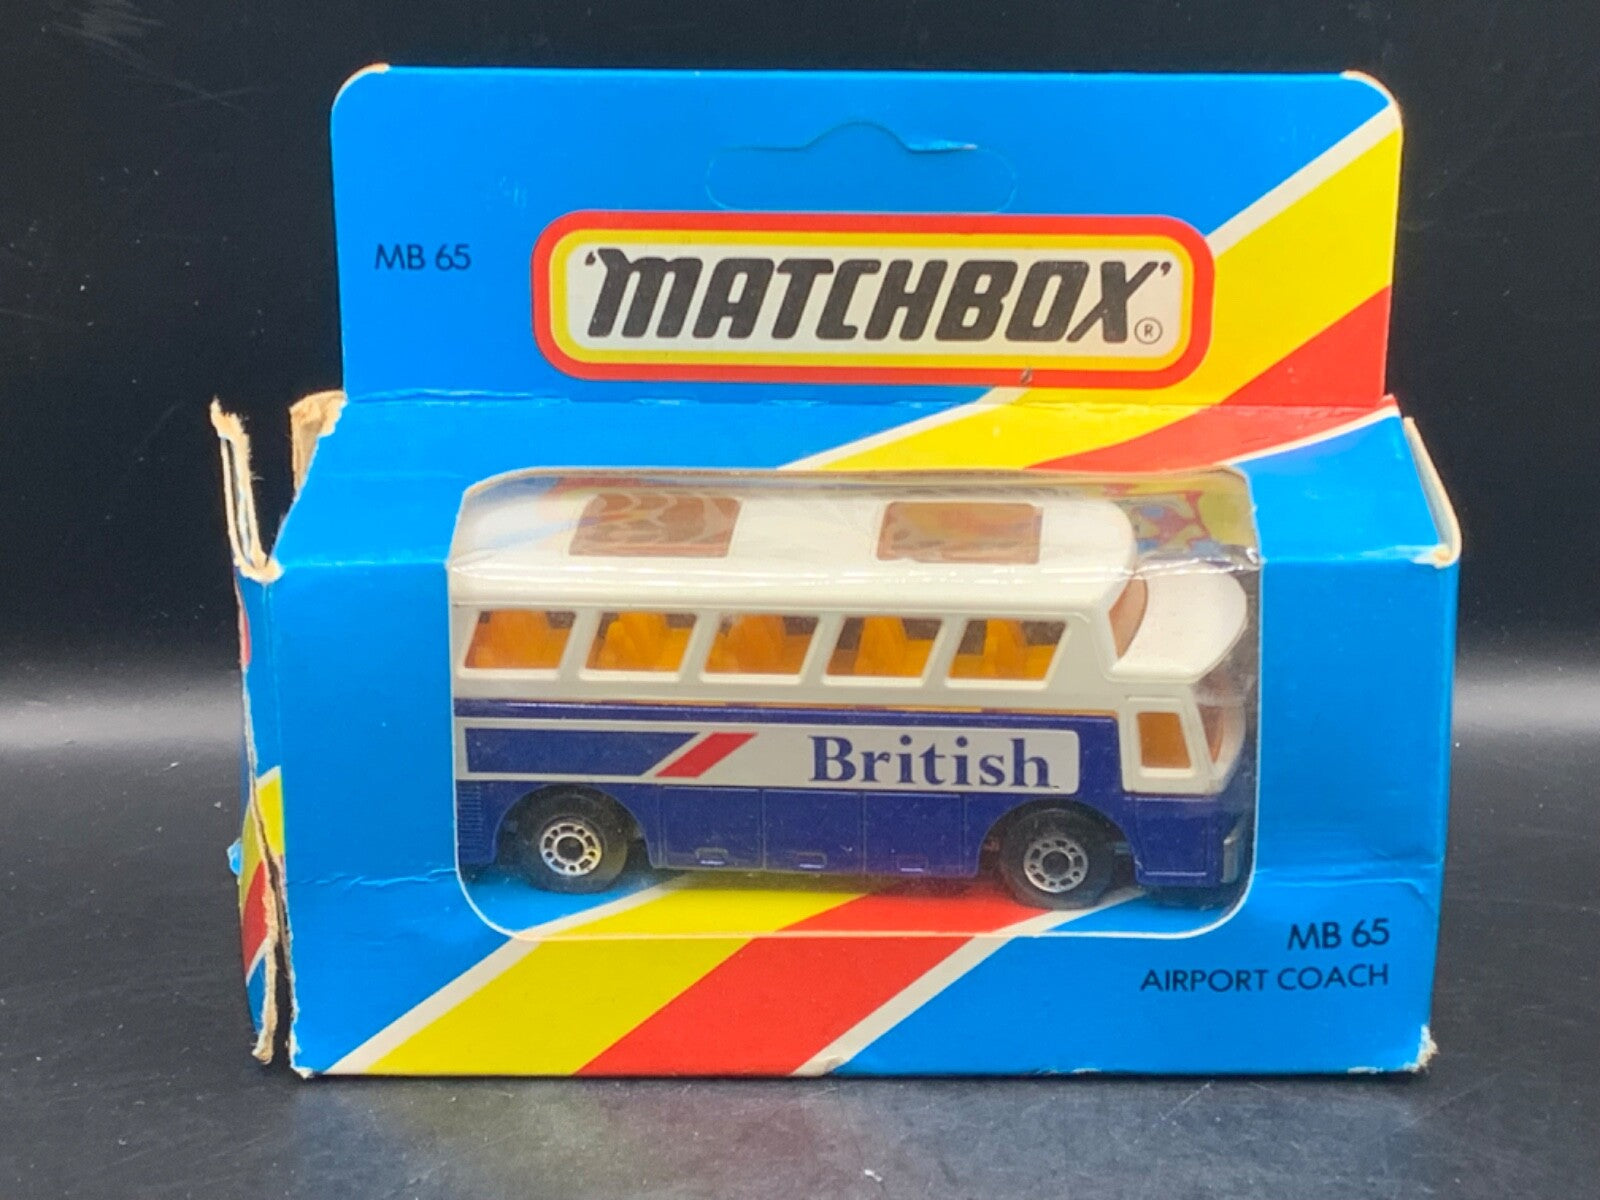 MB 65
'MATCHBOX'®
British
MB 65
AIRPORT COACH